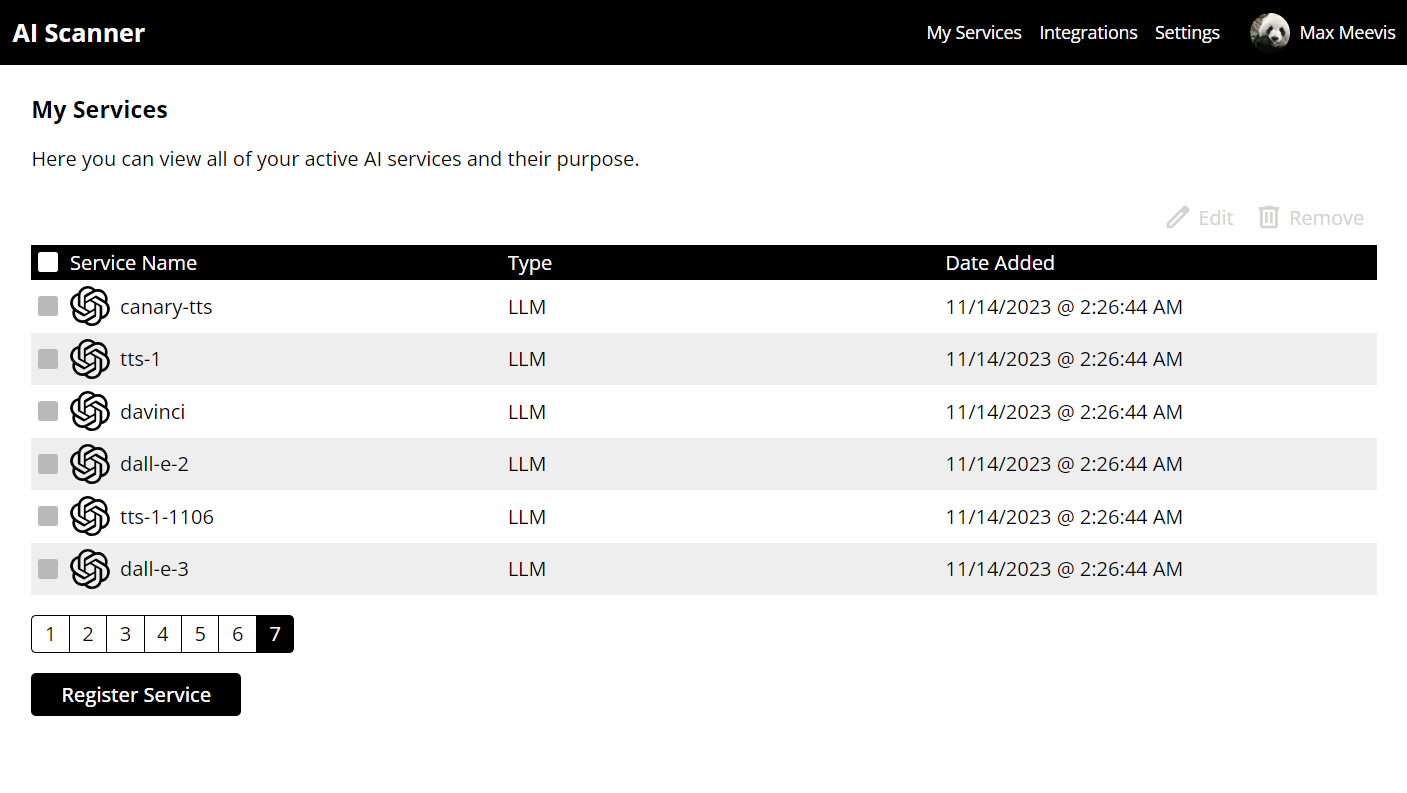 AI Scanner
My Services Integrations Settings Max Meevis
My Services
Here you can view all of your active AI services and their purpose.
Edit Remove
Service Name Type Date Added
canary-tts LLM 11/14/2023 @ 2:26:44 AM
tts-1 LLM 11/14/2023 @ 2:26:44 AM
davinci LLM 11/14/2023 @ 2:26:44 AM
dall-e-2 LLM 11/14/2023 @ 2:26:44 AM
tts-1-1106 LLM 11/14/2023 @ 2:26:44 AM
dall-e-3 LLM 11/14/2023 @ 2:26:44 AM
1 2 3 4 5 6 7
Register Service